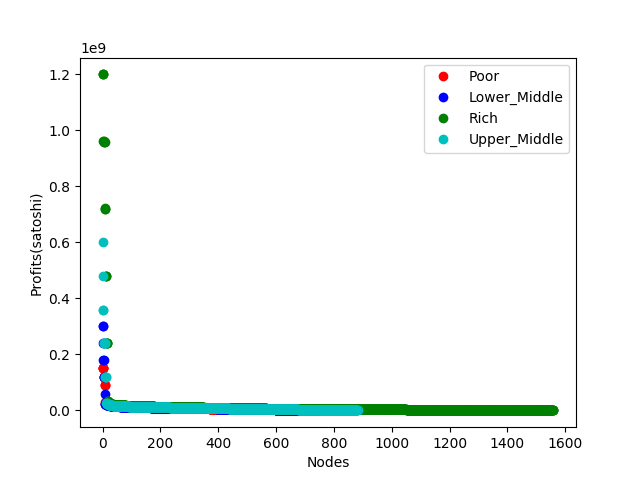 1e9
1.2
1.0
0.8
0.6
0.4
0.2
0.0
Profits(satoshi)
Poor
Lower_Middle
Rich
Upper_Middle
0 200 400 600 800 1000 1200 1400 1600
Nodes